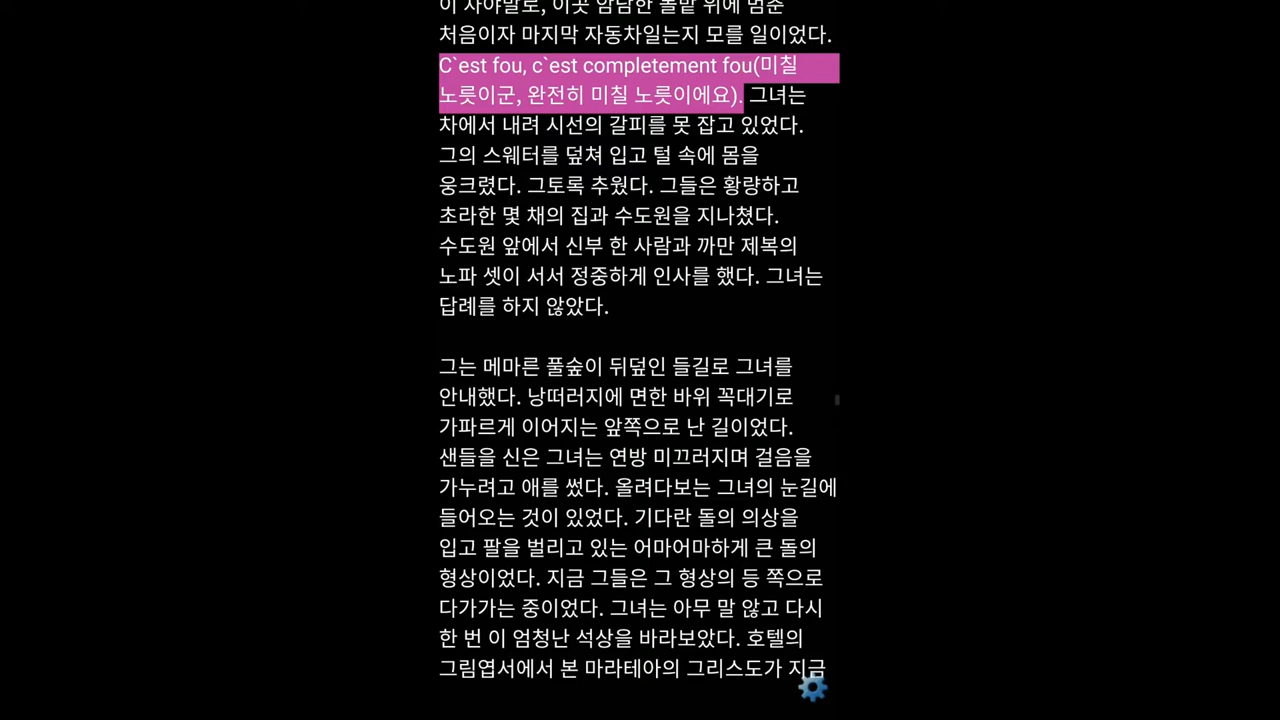 이 자야말로, 이곳 암담한 돌밭 위에 멈춘
처음이자 마지막 자동차일는지 모를 일이었다.
C`est fou, c`est completement fou(미칠
노릇이군, 완전히 미칠 노릇이에요). 그녀는
차에서 내려 시선의 갈피를 못 잡고 있었다.
그의 스웨터를 덮쳐 입고 털 속에 몸을
웅크렸다. 그토록 추웠다. 그들은 황량하고
초라한 몇 채의 집과 수도원을 지나쳤다.
수도원 앞에서 신부 한 사람과 까만 제복의
노파 셋이 서서 정중하게 인사를 했다. 그녀는
답례를 하지 않았다.
그는 메마른 풀숲이 뒤덮인 들길로 그녀를
안내했다. 낭떠러지에 면한 바위 꼭대기로
가파르게 이어지는 앞쪽으로 난 길이었다.
샌들을 신은 그녀는 연방 미끄러지며 걸음을
가누려고 애를 썼다. 올려다보는 그녀의 눈길에
들어오는 것이 있었다. 기다란 돌의 의상을
입고 팔을 벌리고 있는 어마어마하게 큰 돌의
형상이었다. 지금 그들은 그 형상의 등 쪽으로
다가가는 중이었다. 그녀는 아무 말 않고 다시
한 번 이 엄청난 석상을 바라보았다. 호텔의
그림엽서에서 본 마라테아의 그리스도가 지금